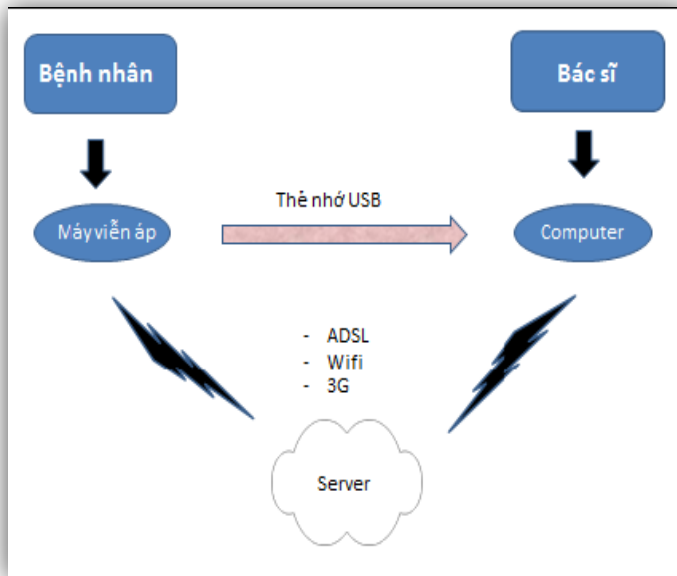 Bệnh nhân
Bác sĩ
Thẻ nhớ USB
Máy viễn áp
Computer
- ADSL
- Wifi
- 3G
Server